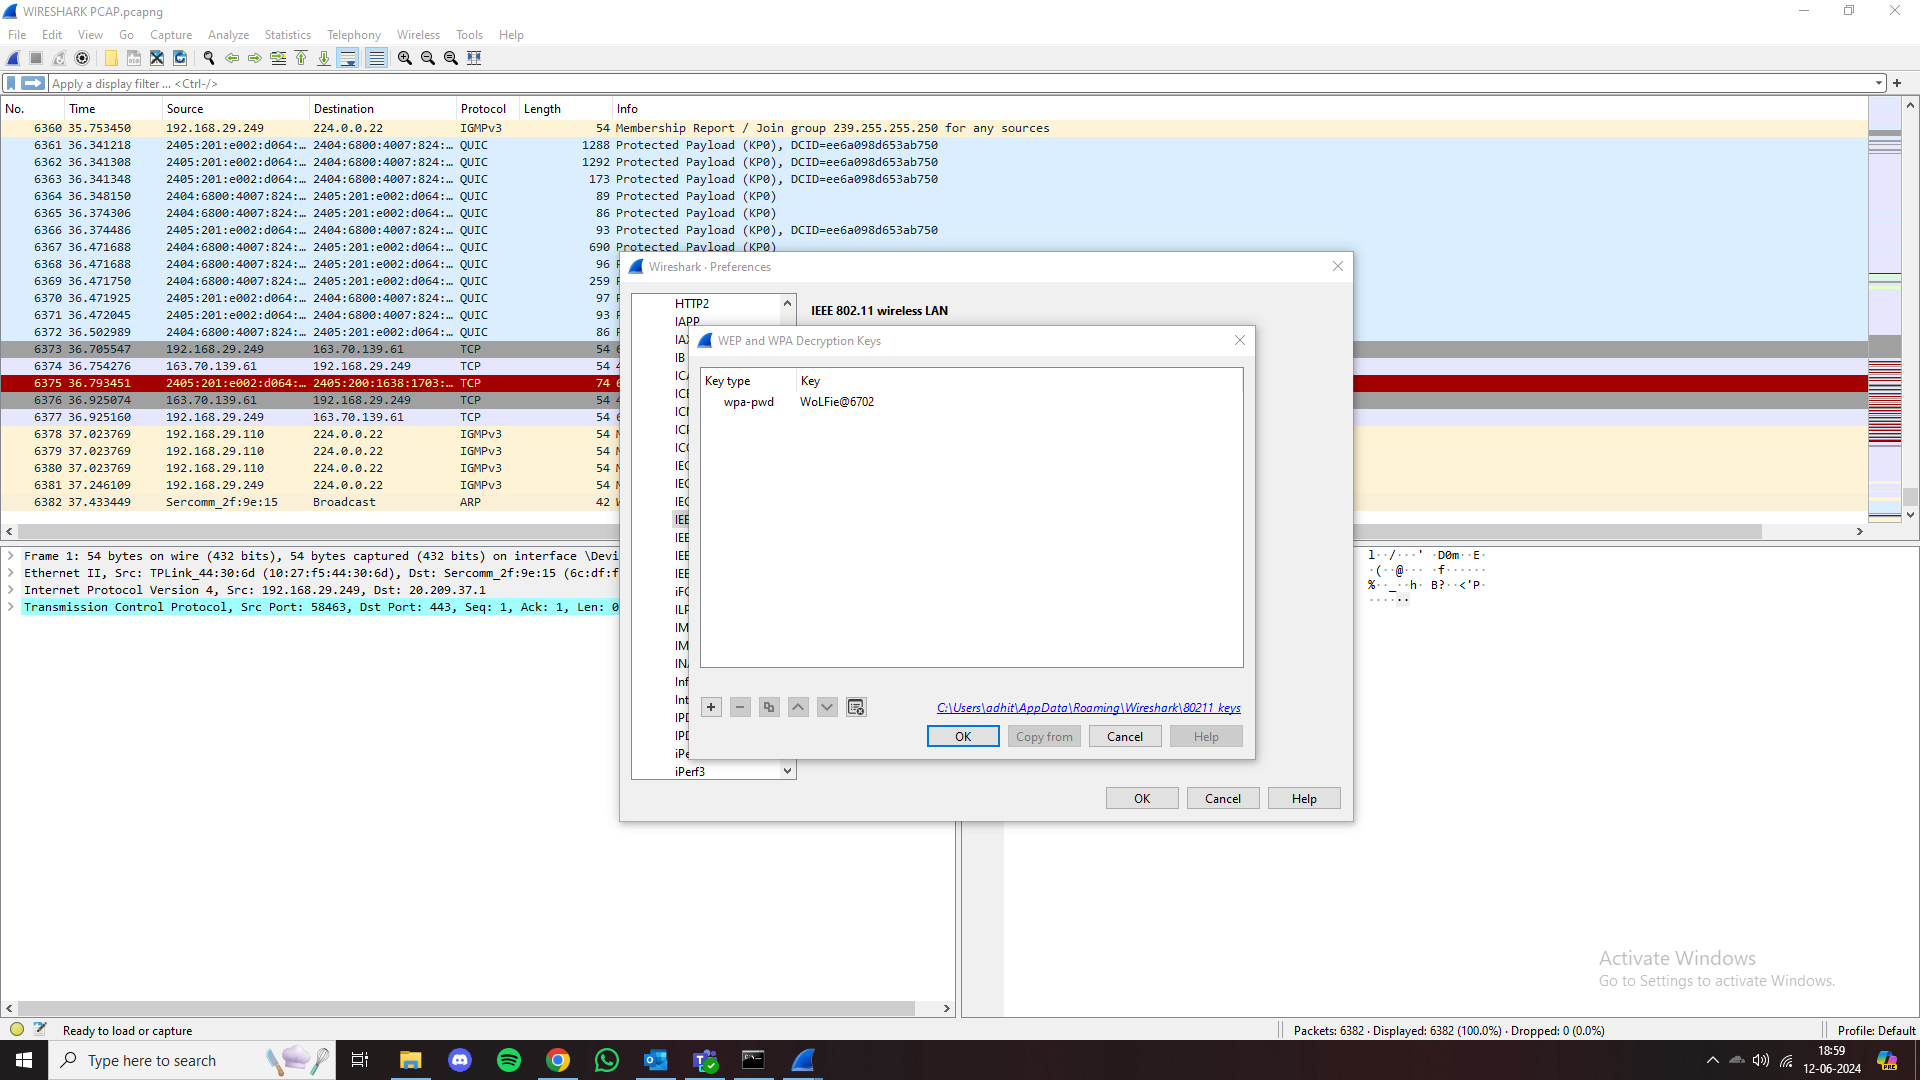 WIRESHARK PCAP.pcapng
File Edit View Go Capture Analyze Statistics Telephony Wireless Tools Help
Apply a display filter ... <Ctrl-/>
No. Time Source Destination Protocol Length Info
6360 35.753450 192.168.29.249 224.0.0.22 IGMPv3 54 Membership Report / Join group 239.255.255.250 for any sources
6361 36.341218 2405:201:e002:d064:… 2404:6800:4007:824:… QUIC 1288 Protected Payload (KP0), DCID=ee6a098d653ab750
6362 36.341308 2405:201:e002:d064:… 2404:6800:4007:824:… QUIC 1292 Protected Payload (KP0), DCID=ee6a098d653ab750
6363 36.341348 2405:201:e002:d064:… 2404:6800:4007:824:… QUIC 173 Protected Payload (KP0), DCID=ee6a098d653ab750
6364 36.348150 2404:6800:4007:824:… 2405:201:e002:d064:… QUIC 89 Protected Payload (KP0)
6365 36.374306 2404:6800:4007:824:… 2405:201:e002:d064:… QUIC 86 Protected Payload (KP0)
6366 36.374486 2405:201:e002:d064:… 2404:6800:4007:824:… QUIC 93 Protected Payload (KP0), DCID=ee6a098d653ab750
6367 36.471688 2404:6800:4007:824:… 2405:201:e002:d064:… QUIC 690 Protected Payload (KP0)
6368 36.471688 2404:6800:4007:824:… 2405:201:e002:d064:… QUIC 96
6369 36.471750 2404:6800:4007:824:… 2405:201:e002:d064:… QUIC 259
6370 36.471925 2405:201:e002:d064:… 2404:6800:4007:824:… QUIC 97
6371 36.472045 2405:201:e002:d064:… 2404:6800:4007:824:… QUIC 93
6372 36.502989 2404:6800:4007:824:… 2405:201:e002:d064:… QUIC 86
6373 36.705547 192.168.29.249 163.70.139.61 TCP 54
6374 36.754276 163.70.139.61 192.168.29.249 TCP 54
6375 36.793451 2405:201:e002:d064:… 2405:200:1638:1703:… TCP 74
6376 36.925074 163.70.139.61 192.168.29.249 TCP 54
6377 36.925160 192.168.29.249 163.70.139.61 TCP 54
6378 37.023769 192.168.29.110 224.0.0.22 IGMPv3 54
6379 37.023769 192.168.29.110 224.0.0.22 IGMPv3 54
6380 37.023769 192.168.29.110 224.0.0.22 IGMPv3 54
6381 37.246109 192.168.29.249 224.0.0.22 IGMPv3 54
6382 37.433449 Sercomm_2f:9e:15 Broadcast ARP 42
Wireshark · Preferences
HTTP2
IAPP
IB
iPerf3
IEEE 802.11 wireless LAN
OK Cancel Help
WEP and WPA Decryption Keys
Key type Key
wpa-pwd WoLFie@6702
C:\Users\adhit\AppData\Roaming\Wireshark\80211_keys
OK Copy from Cancel Help
Frame 1: 54 bytes on wire (432 bits), 54 bytes captured (432 bits) on interface \Devi
Ethernet II, Src: TPLink_44:30:6d (10:27:f5:44:30:6d), Dst: Sercomm_2f:9e:15 (6c:df:f
Internet Protocol Version 4, Src: 192.168.29.249, Dst: 20.209.37.1
Transmission Control Protocol, Src Port: 58463, Dst Port: 443, Seq: 1, Ack: 1, Len: 0
l··/···' ·D0m··E·
·(··@··· ·f······
%··_··h· B?··<'P·
······
Activate Windows
Go to Settings to activate Windows.
Ready to load or capture
Packets: 6382 · Displayed: 6382 (100.0%) · Dropped: 0 (0.0%)
Profile: Default
Type here to search
18:59
12-06-2024